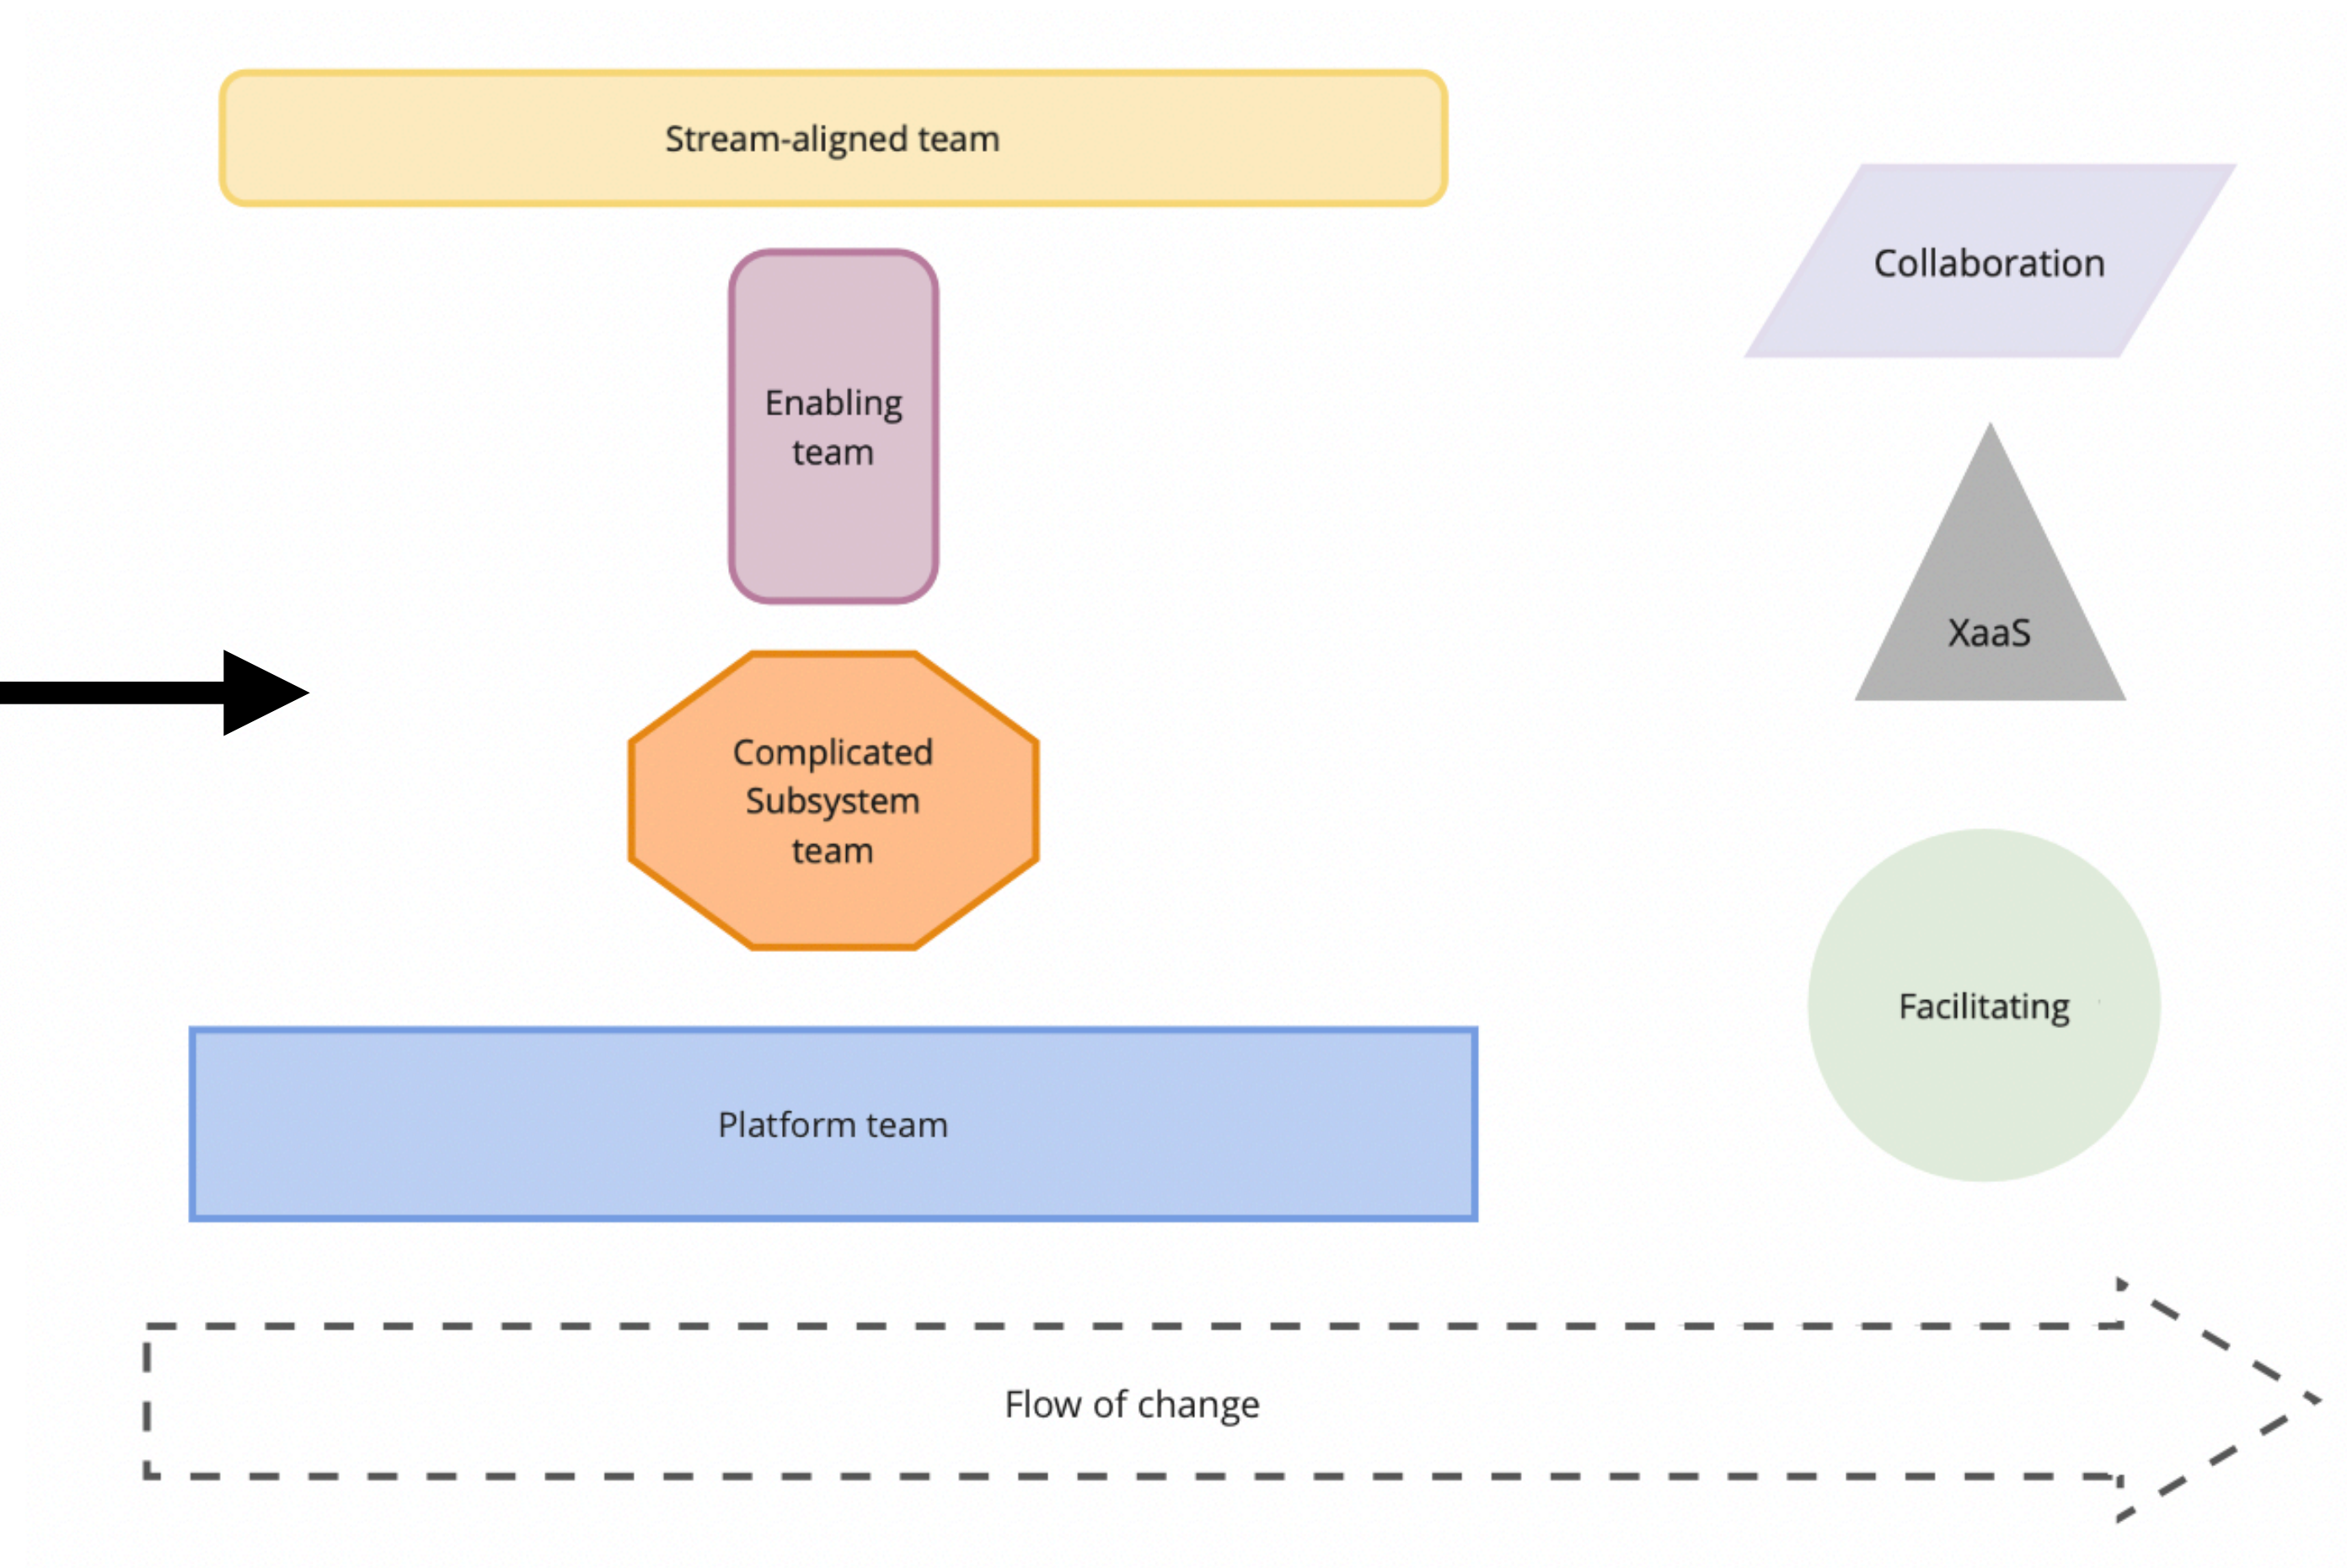 Stream-aligned team
Enabling
team
Complicated
Subsystem
team
Platform team
Collaboration
XaaS
Facilitating
Flow of change